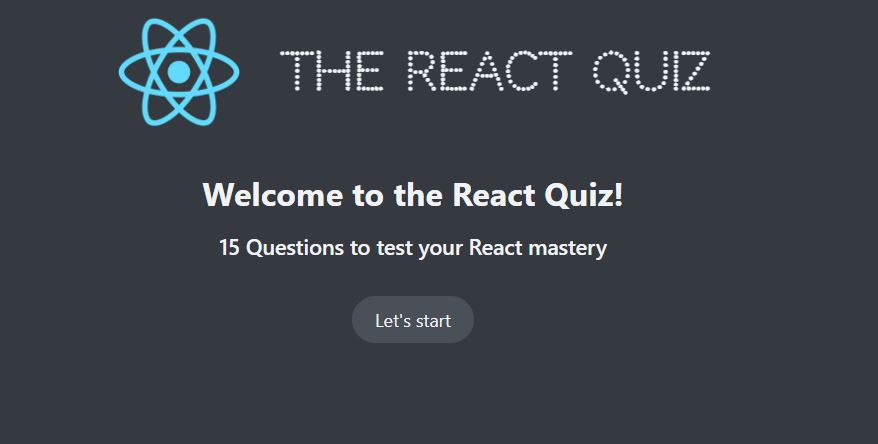 THE REACT QUIZ
Welcome to the React Quiz!
15 Questions to test your React mastery
Let's start